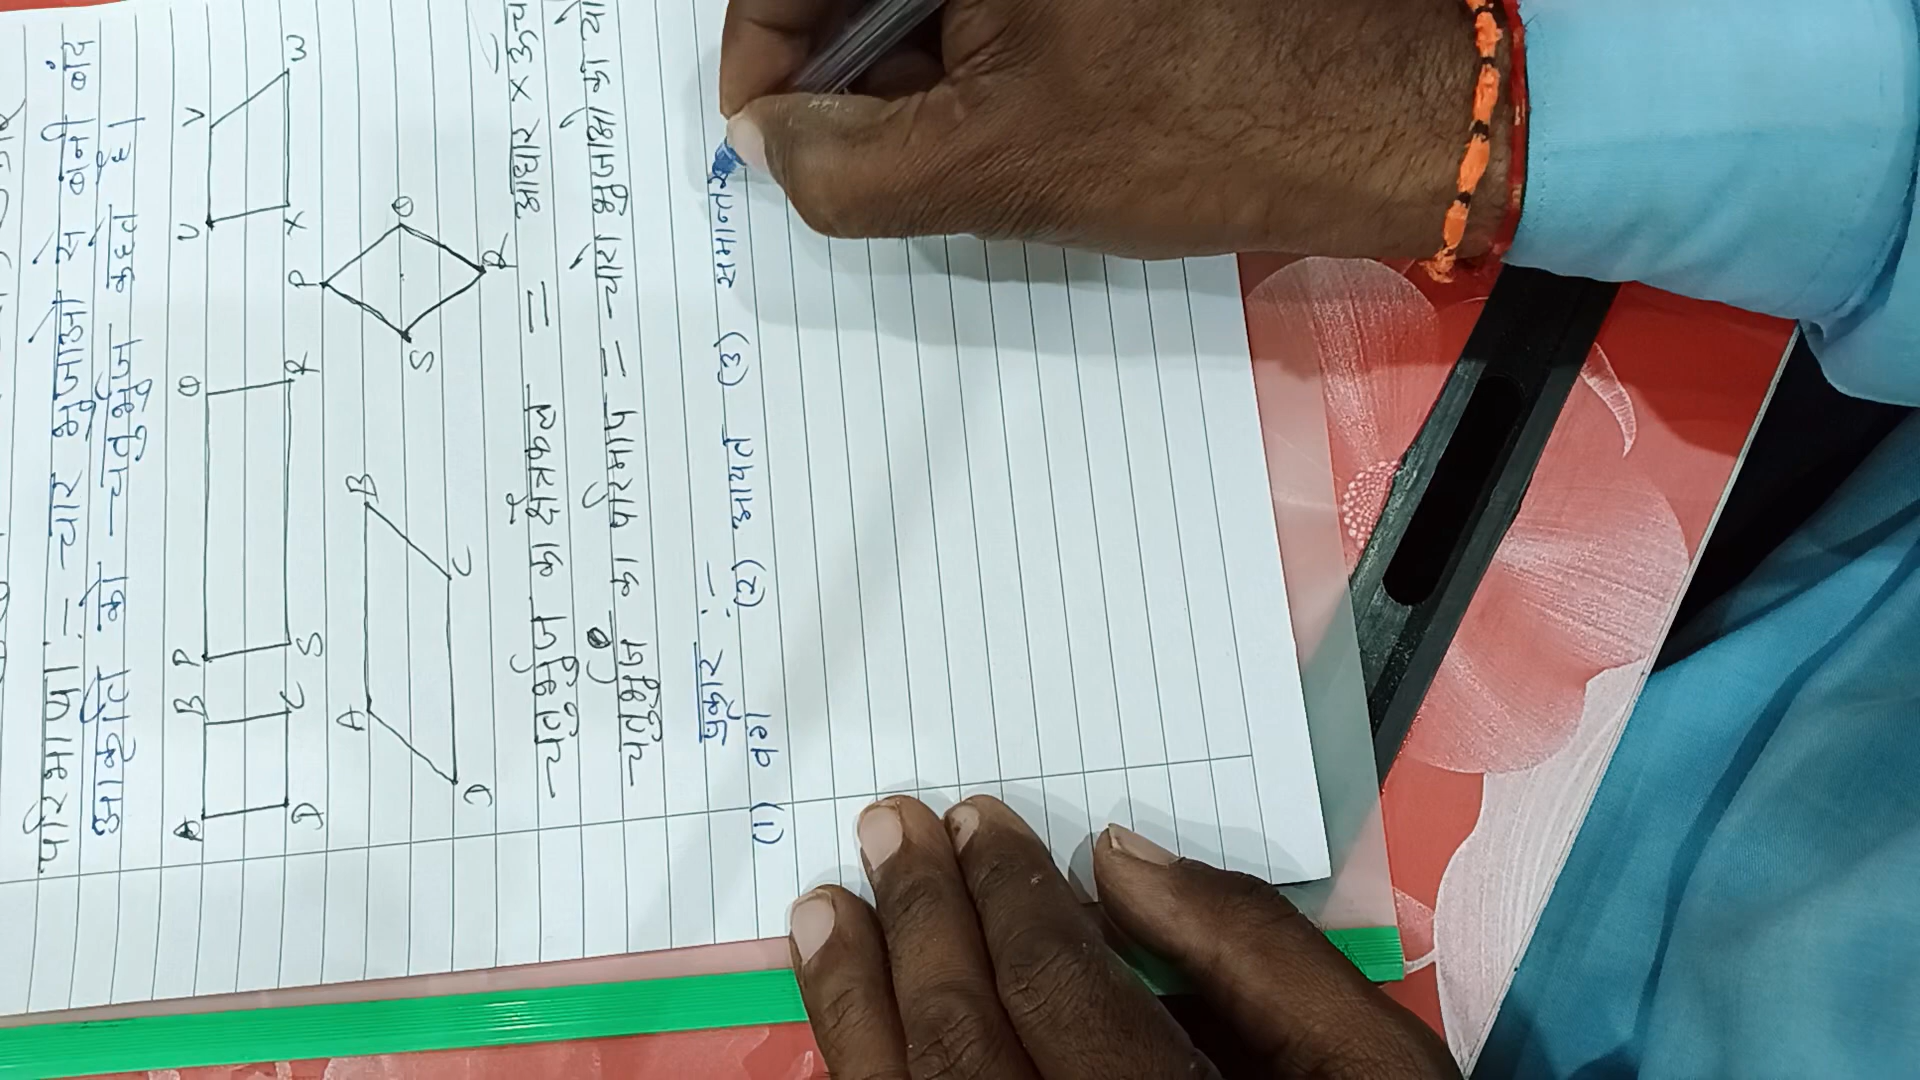 परिभाषा :- चार भुजाओं से बनी बंद
आकृति को चतुर्भुज कहते है।
A B P Q U V
D C S R X W
A B P Q
D C S R
चतुर्भुज का क्षेत्रफल = आधार ×
चतुर्भुज का परिमाप = चारों भुजाओं का
प्रकार :-
(1) वर्ग (2) आयत (3) समान्तर